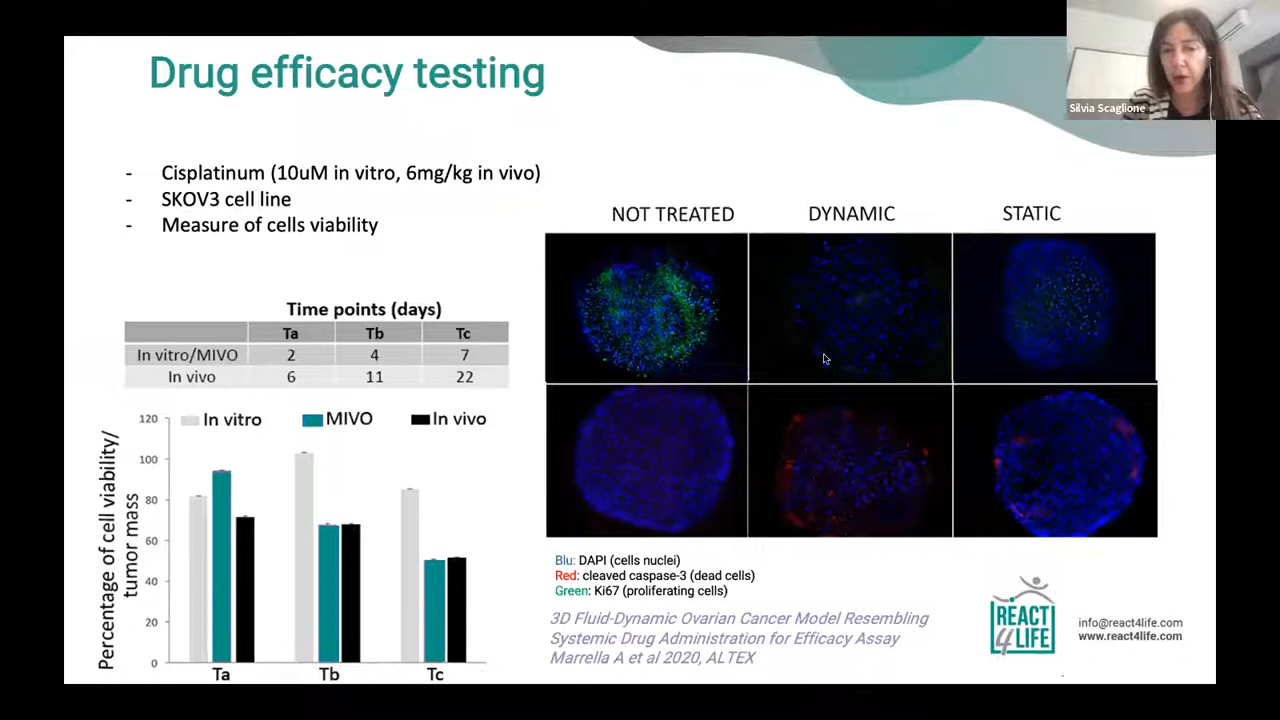 Drug efficacy testing
Silvia Scaglione
- Cisplatinum (10uM in vitro, 6mg/kg in vivo)
- SKOV3 cell line
- Measure of cells viability
NOT TREATED DYNAMIC STATIC
Time points (days)
Ta Tb Tc
In vitro/MIVO 2 4 7
In vivo 6 11 22
In vitro MIVO In vivo
Percentage of cell viability/
tumor mass
120
100
80
60
40
20
0
Ta Tb Tc
Blu: DAPI (cells nuclei)
Red: cleaved caspase-3 (dead cells)
Green: Ki67 (proliferating cells)
3D Fluid-Dynamic Ovarian Cancer Model Resembling
Systemic Drug Administration for Efficacy Assay
Marrella A et al 2020, ALTEX
REACT
4LIFE
info@react4life.com
www.react4life.com